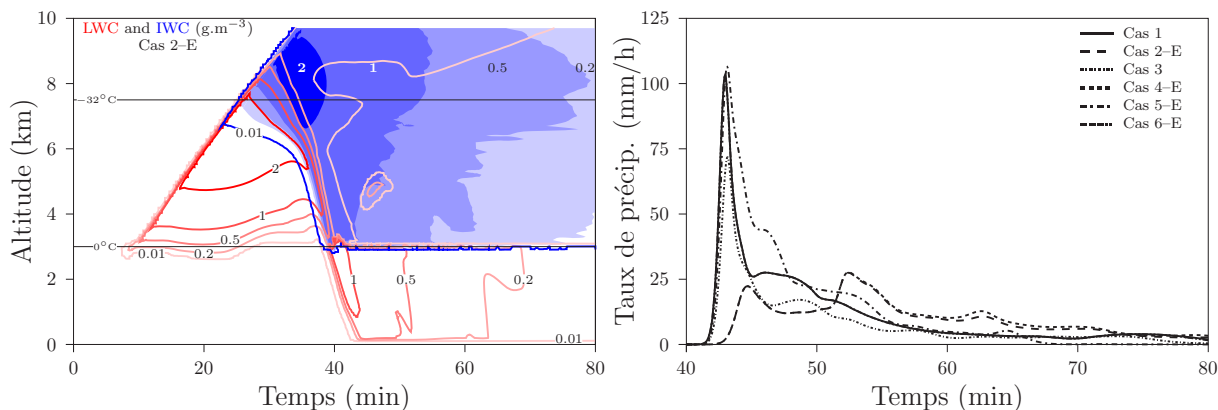 LWC and IWC (g.m−3)
Cas 2–E
10
8
6
4
2
0
Altitude (km)
−32°C
0°C
2
1
0.5
0.2
0.01
2
1
0.5
0.2
0.01
1
0.5
0.2
0.01
0
20
40
60
80
Temps (min)
125
100
75
50
25
0
Taux de précip. (mm/h)
Cas 1
Cas 2–E
Cas 3
Cas 4–E
Cas 5–E
Cas 6–E
40
50
60
70
80
Temps (min)